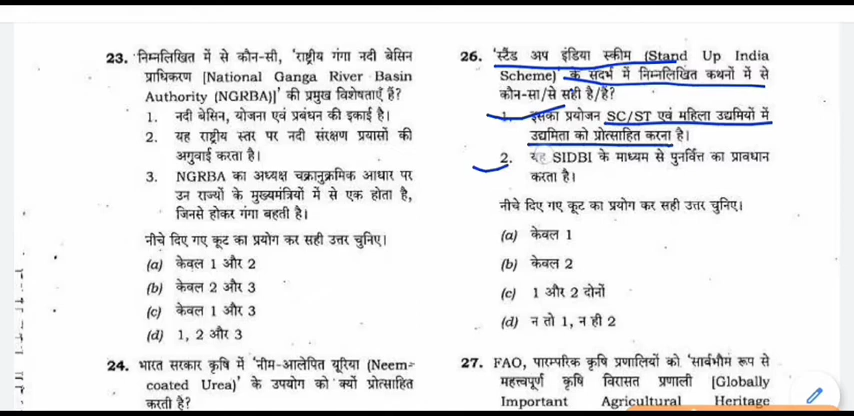 23. निम्नलिखित में से कौन-सी, 'राष्ट्रीय गंगा नदी बेसिन
प्राधिकरण [National Ganga River Basin
Authority (NGRBA)]' की प्रमुख विशेषताएँ हैं?
1. नदी बेसिन, योजना एवं प्रबंधन की इकाई है।
2. यह राष्ट्रीय स्तर पर नदी संरक्षण प्रयासों की
अगुवाई करता है।
3. NGRBA का अध्यक्ष चक्रानुक्रमिक आधार पर
उन राज्यों के मुख्यमंत्रियों में से एक होता है,
जिनसे होकर गंगा बहती है।
नीचे दिए गए कूट का प्रयोग कर सही उत्तर चुनिए।
(a) केवल 1 और 2
(b) केवल 2 और 3
(c) केवल 1 और 3
(d) 1, 2 और 3
24. भारत सरकार कृषि में 'नीम-आलेपित यूरिया (Neem-
coated Urea)' के उपयोग को क्यों प्रोत्साहित
करती है?
26. 'स्टैंड अप इंडिया स्कीम (Stand Up India
Scheme)' के संदर्भ में निम्नलिखित कथनों में से
कौन-सा/से सही है/हैं?
1. इसका प्रयोजन SC/ST एवं महिला उद्यमियों में
उद्यमिता को प्रोत्साहित करना है।
2. यह SIDBI के माध्यम से पुनर्वित्त का प्रावधान
करता है।
नीचे दिए गए कूट का प्रयोग कर सही उत्तर चुनिए।
(a) केवल 1
(b) केवल 2
(c) 1 और 2 दोनों
(d) न तो 1, न ही 2
27. FAO, पारम्परिक कृषि प्रणालियों को 'सार्वभौम रूप से
महत्त्वपूर्ण कृषि विरासत प्रणाली [Globally
Important Agricultural Heritage